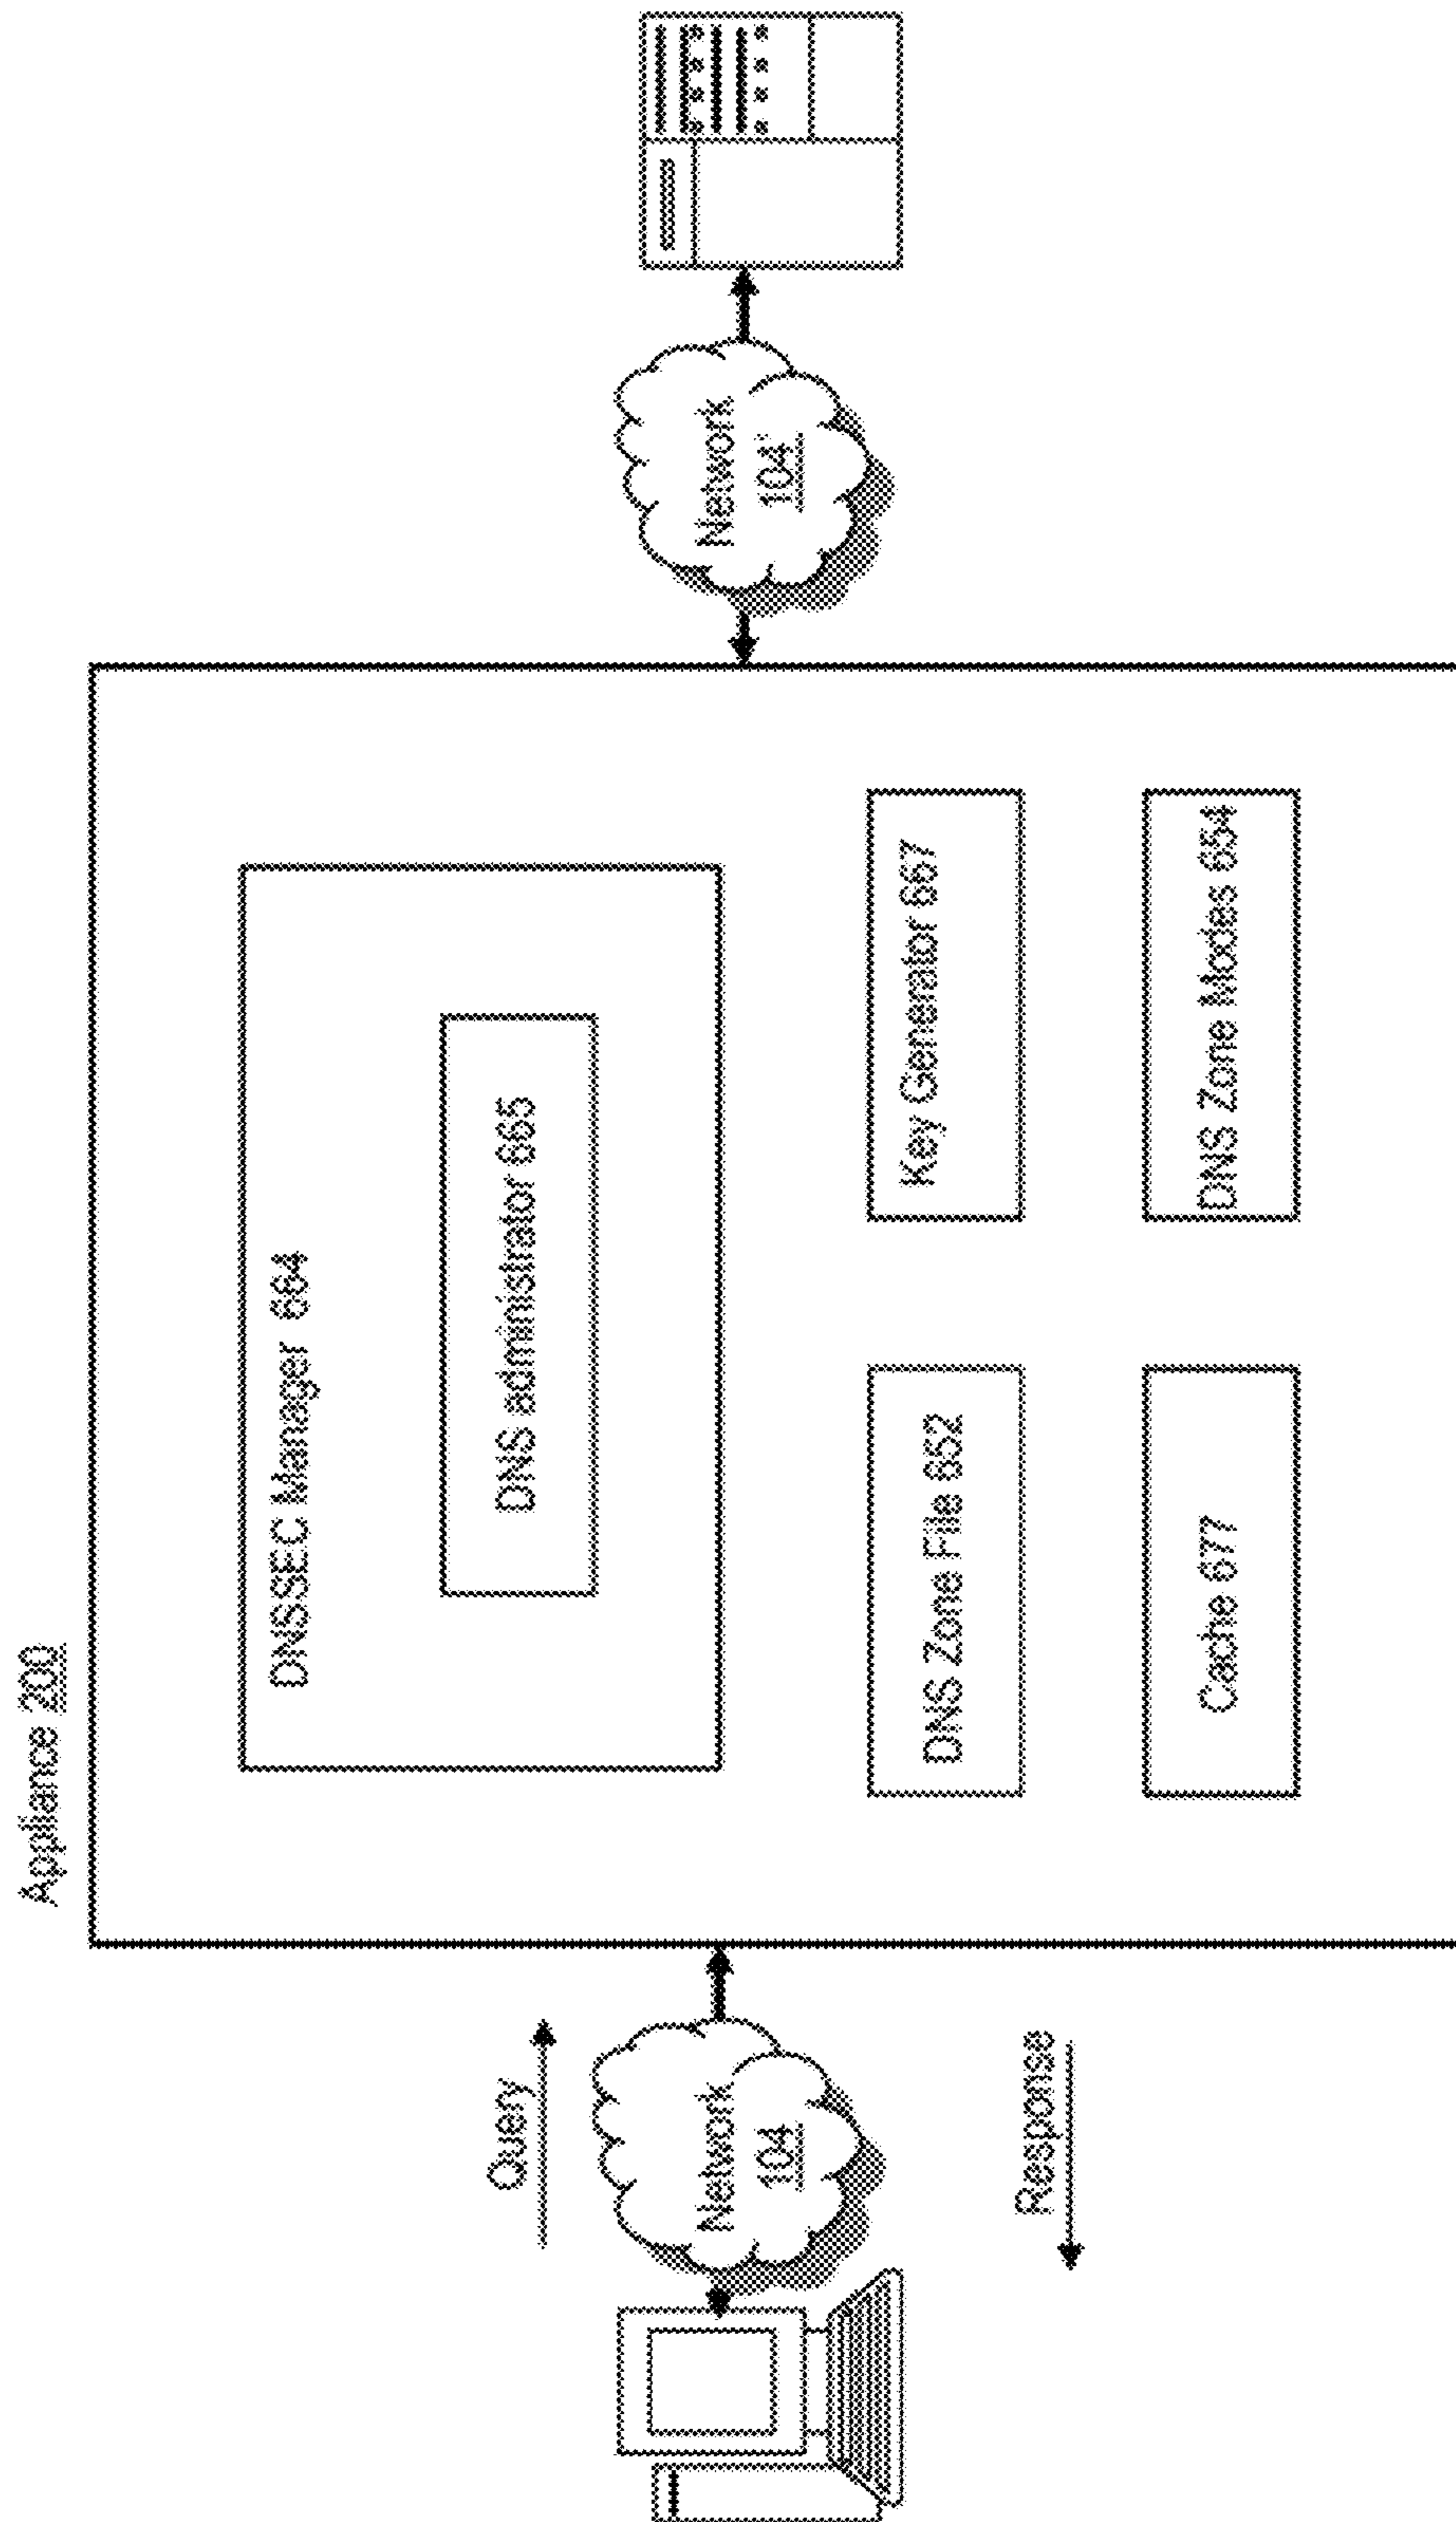 Appliance 200
DNSSEC Manager 664
DNS administrator 665
Query
Network
104
Network
104'
DNS Zone File 652
Key Generator 667
Response
Cache 677
DNS Zone Modes 654